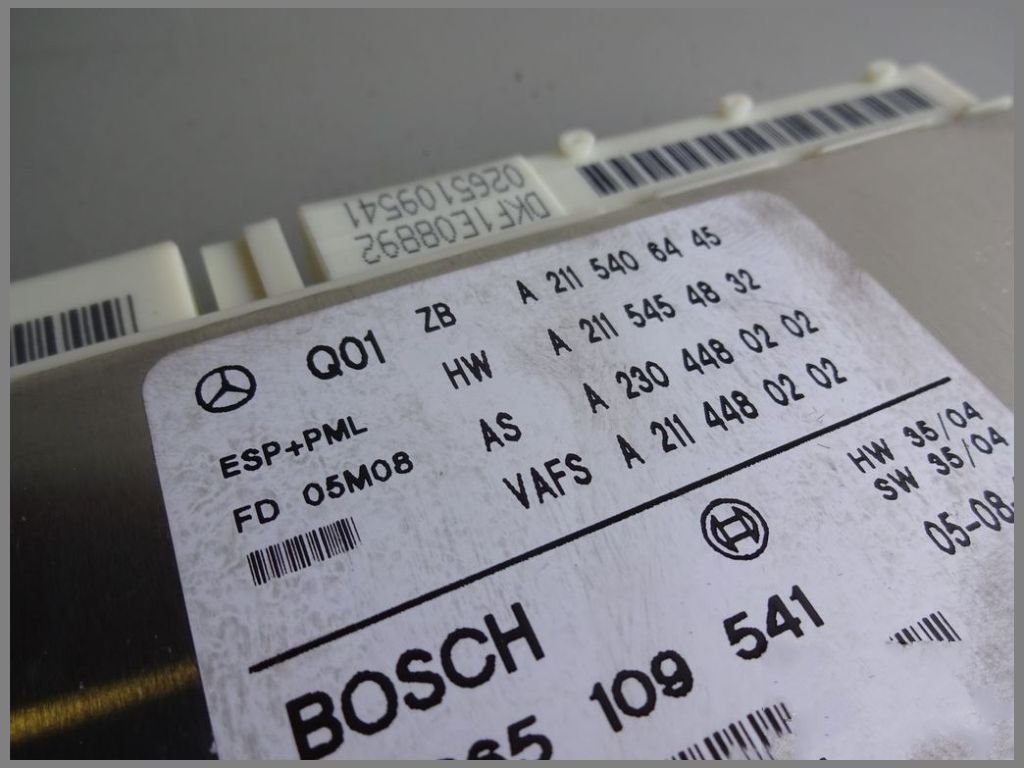 DKF1E08892
0265109541
Q01 ZB A 211 540 64 45
HW A 211 545 48 32
ESP+PML AS A 230 448 02 02
FD 05M08 VAFS A 211 448 02 02
HW 35/04
SW 35/04
05-08-
BOSCH
265 109 541